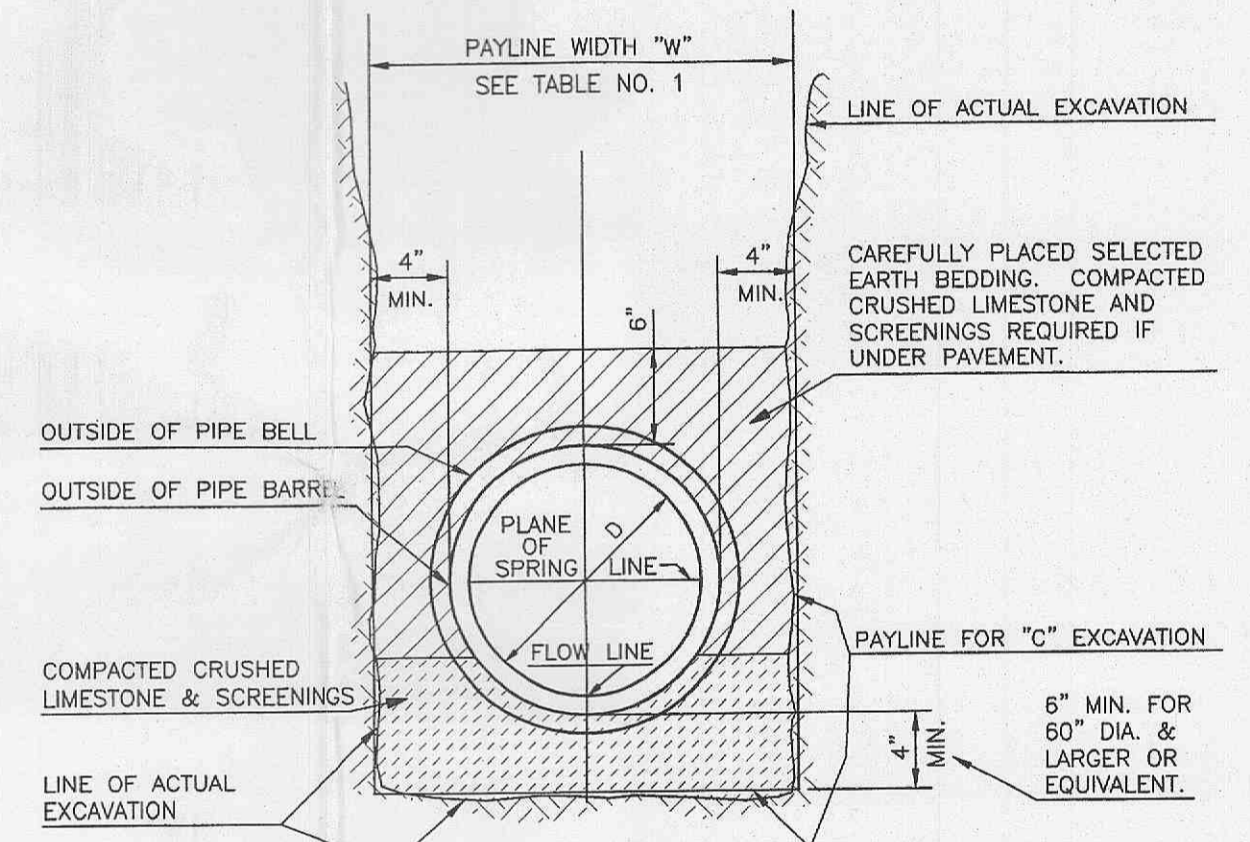 PAYLINE WIDTH "W"
SEE TABLE NO. 1
LINE OF ACTUAL EXCAVATION
4"
MIN.
4"
MIN.
6"
CAREFULLY PLACED SELECTED
EARTH BEDDING. COMPACTED
CRUSHED LIMESTONE AND
SCREENINGS REQUIRED IF
UNDER PAVEMENT.
OUTSIDE OF PIPE BELL
OUTSIDE OF PIPE BARREL
PLANE
OF
SPRING LINE
D
FLOW LINE
PAYLINE FOR "C" EXCAVATION
COMPACTED CRUSHED
LIMESTONE & SCREENINGS
4"
MIN.
6" MIN. FOR
60" DIA. &
LARGER OR
EQUIVALENT.
LINE OF ACTUAL
EXCAVATION